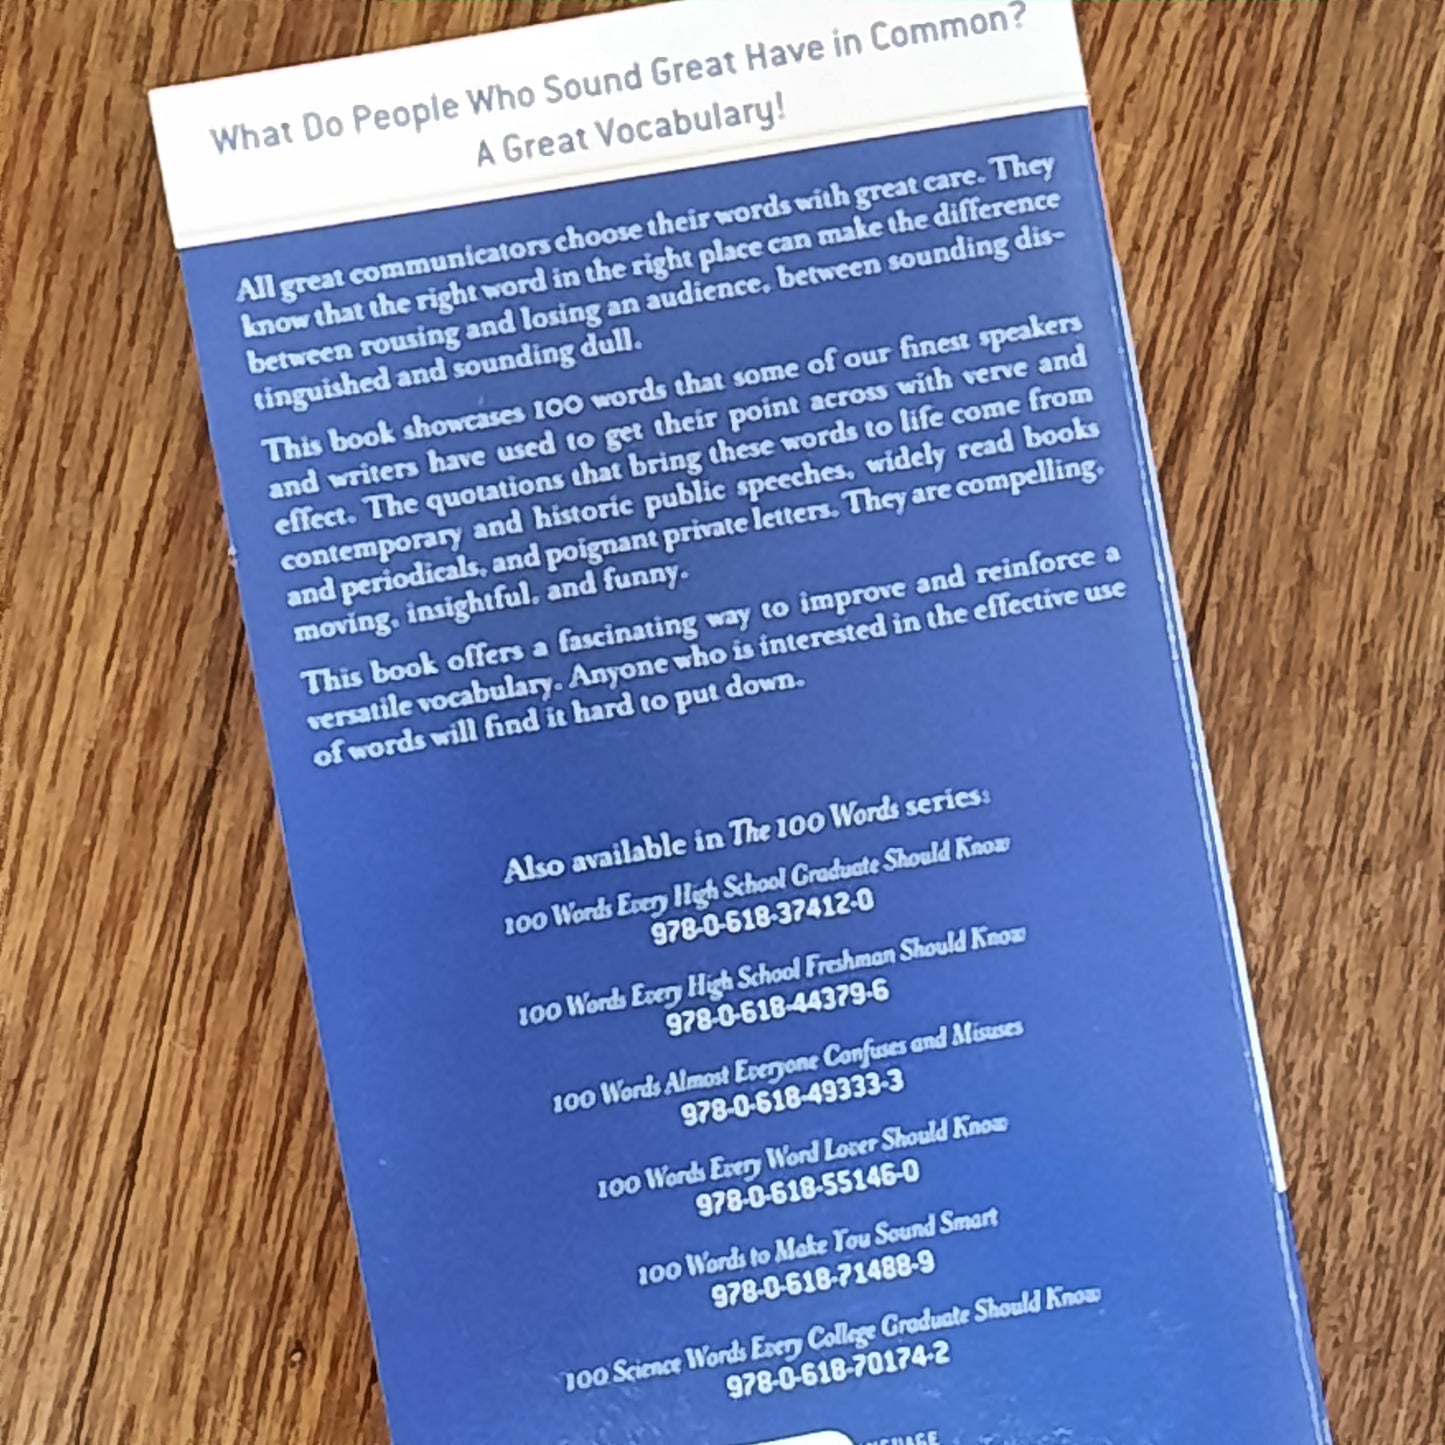 What Do People Who Sound Great Have in Common?
A Great Vocabulary!
All great communicators choose their words with great care. They
know that the right word in the right place can make the difference
between rousing and losing an audience, between sounding dis-
tinguished and sounding dull.
This book showcases 100 words that some of our finest speakers
and writers have used to get their point across with verve and
effect. The quotations that bring these words to life come from
contemporary and historic public speeches, widely read books
and periodicals, and poignant private letters. They are compelling,
moving, insightful, and funny.
This book offers a fascinating way to improve and reinforce a
versatile vocabulary. Anyone who is interested in the effective use
of words will find it hard to put down.
Also available in The 100 Words series:
100 Words Every High School Graduate Should Know
978-0-618-37412-0
100 Words Every High School Freshman Should Know
978-0-618-44379-6
100 Words Almost Everyone Confuses and Misuses
978-0-618-49333-3
100 Words Every Word Lover Should Know
978-0-618-55146-0
100 Words to Make You Sound Smart
978-0-618-71488-9
100 Science Words Every College Graduate Should Know
978-0-618-70174-2